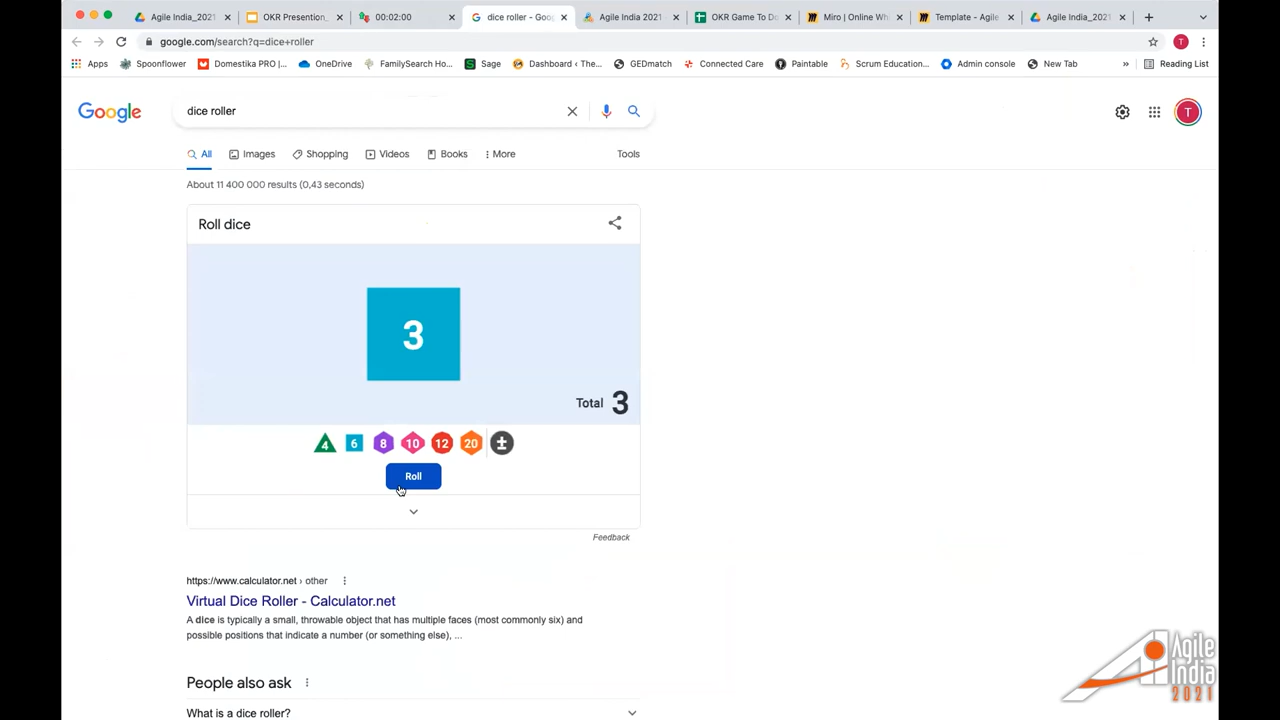 Agile India_2021
OKR Presention_
00:02:00
dice roller - Goo
Agile India 2021 -
OKR Game To Do
Miro | Online Wh
Template - Agile
Agile India_2021
google.com/search?q=dice+roller
T
Apps
Spoonflower
Domestika PRO |...
OneDrive
FamilySearch Ho...
Sage
Dashboard ‹ The...
GEDmatch
Connected Care
Paintable
Scrum Education...
Admin console
New Tab
»
Reading List
Google
dice roller
T
All
Images
Shopping
Videos
Books
More
Tools
About 11 400 000 results (0,43 seconds)
Roll dice
3
Total 3
4 6 8 10 12 20 ±
Roll
Feedback
https://www.calculator.net › other
Virtual Dice Roller - Calculator.net
A dice is typically a small, throwable object that has multiple faces (most commonly six) and
possible positions that indicate a number (or something else), ...
People also ask
What is a dice roller?
Agile
India
2021